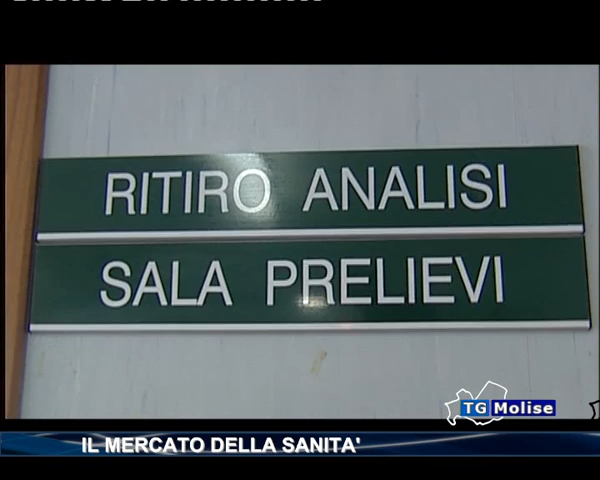 RITIRO ANALISI
SALA PRELIEVI
TG Molise
IL MERCATO DELLA SANITA'